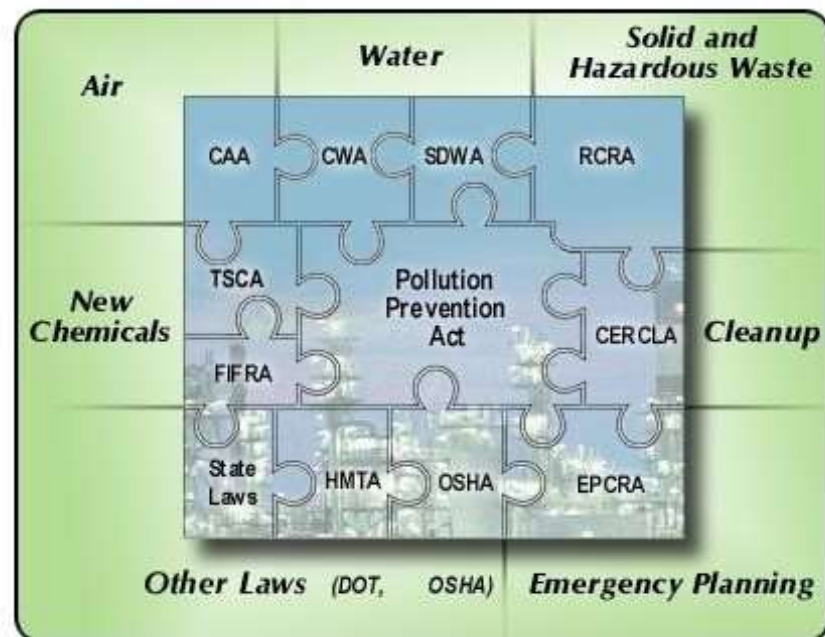 Air
Water
Solid and
Hazardous Waste
CAA
CWA
SDWA
RCRA
New
Chemicals
TSCA
FIFRA
Pollution
Prevention
Act
CERCLA
Cleanup
State
Laws
HMTA
OSHA
EPCRA
Other Laws (DOT, OSHA)
Emergency Planning